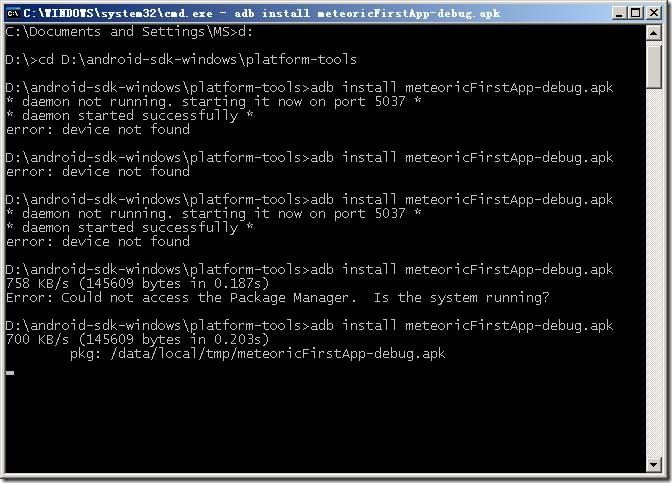 C:\WINDOWS\system32\cmd.exe - adb install meteoricFirstApp-debug.apk
C:\Documents and Settings\MS>d:
D:\>cd D:\android-sdk-windows\platform-tools
D:\android-sdk-windows\platform-tools>adb install meteoricFirstApp-debug.apk
* daemon not running. starting it now on port 5037 *
* daemon started successfully *
error: device not found
D:\android-sdk-windows\platform-tools>adb install meteoricFirstApp-debug.apk
error: device not found
D:\android-sdk-windows\platform-tools>adb install meteoricFirstApp-debug.apk
* daemon not running. starting it now on port 5037 *
* daemon started successfully *
error: device not found
D:\android-sdk-windows\platform-tools>adb install meteoricFirstApp-debug.apk
758 KB/s (145609 bytes in 0.187s)
Error: Could not access the Package Manager.  Is the system running?
D:\android-sdk-windows\platform-tools>adb install meteoricFirstApp-debug.apk
700 KB/s (145609 bytes in 0.203s)
pkg: /data/local/tmp/meteoricFirstApp-debug.apk